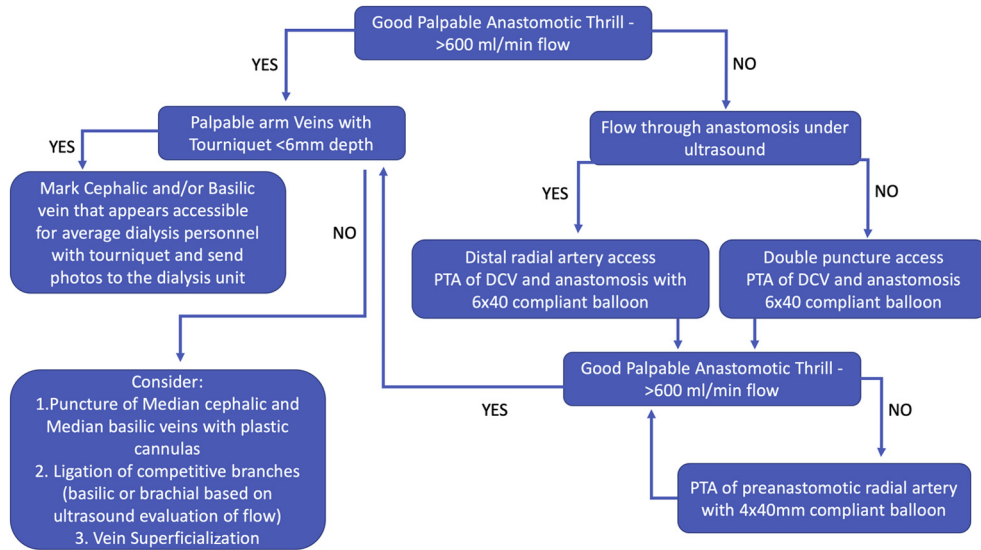 Good Palpable Anastomotic Thrill -
>600 ml/min flow
YES
NO
Palpable arm Veins with
Tourniquet <6mm depth
Flow through anastomosis under
ultrasound
YES
NO
YES
NO
Mark Cephalic and/or Basilic
vein that appears accessible
for average dialysis personnel
with tourniquet and send
photos to the dialysis unit
Distal radial artery access
PTA of DCV and anastomosis with
6x40 compliant balloon
Double puncture access
PTA of DCV and anastomosis
6x40 compliant balloon
Good Palpable Anastomotic Thrill -
>600 ml/min flow
YES
NO
Consider:
1.Puncture of Median cephalic and
Median basilic veins with plastic
cannulas
2. Ligation of competitive branches
(basilic or brachial based on
ultrasound evaluation of flow)
3. Vein Superficialization
PTA of preanastomotic radial artery
with 4x40mm compliant balloon